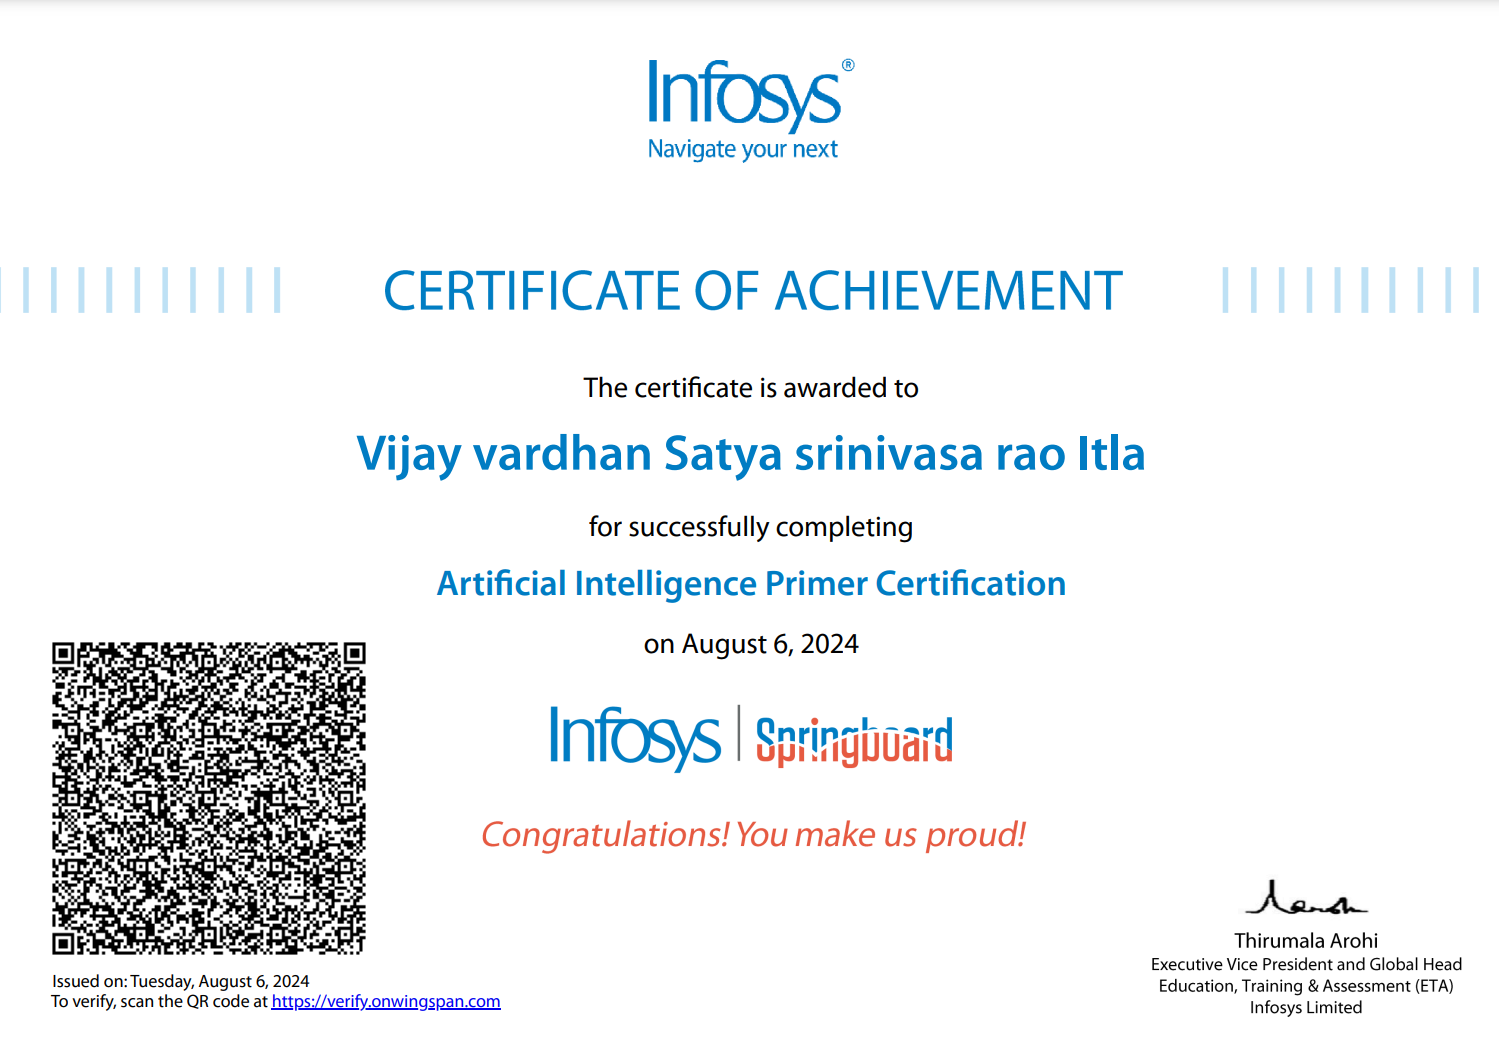 Infosys®
Navigate your next
CERTIFICATE OF ACHIEVEMENT
The certificate is awarded to
Vijay vardhan Satya srinivasa rao Itla
for successfully completing
Artificial Intelligence Primer Certification
on August 6, 2024
Infosys | Springboard
Congratulations! You make us proud!
Issued on: Tuesday, August 6, 2024
To verify, scan the QR code at https://verify.onwingspan.com
Thirumala Arohi
Executive Vice President and Global Head
Education, Training & Assessment (ETA)
Infosys Limited